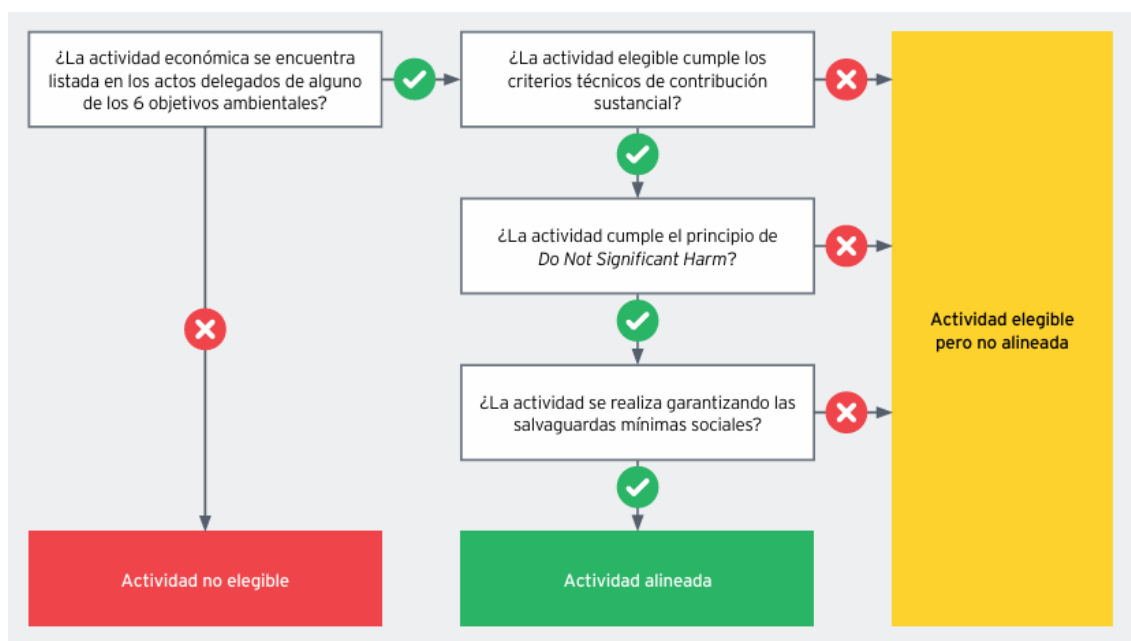 ¿La actividad económica se encuentra
listada en los actos delegados de alguno
de los 6 objetivos ambientales?
¿La actividad elegible cumple los
criterios técnicos de contribución
sustancial?
¿La actividad cumple el principio de
Do Not Significant Harm?
¿La actividad se realiza garantizando las
salvaguardas mínimas sociales?
Actividad elegible
pero no alineada
Actividad no elegible
Actividad alineada